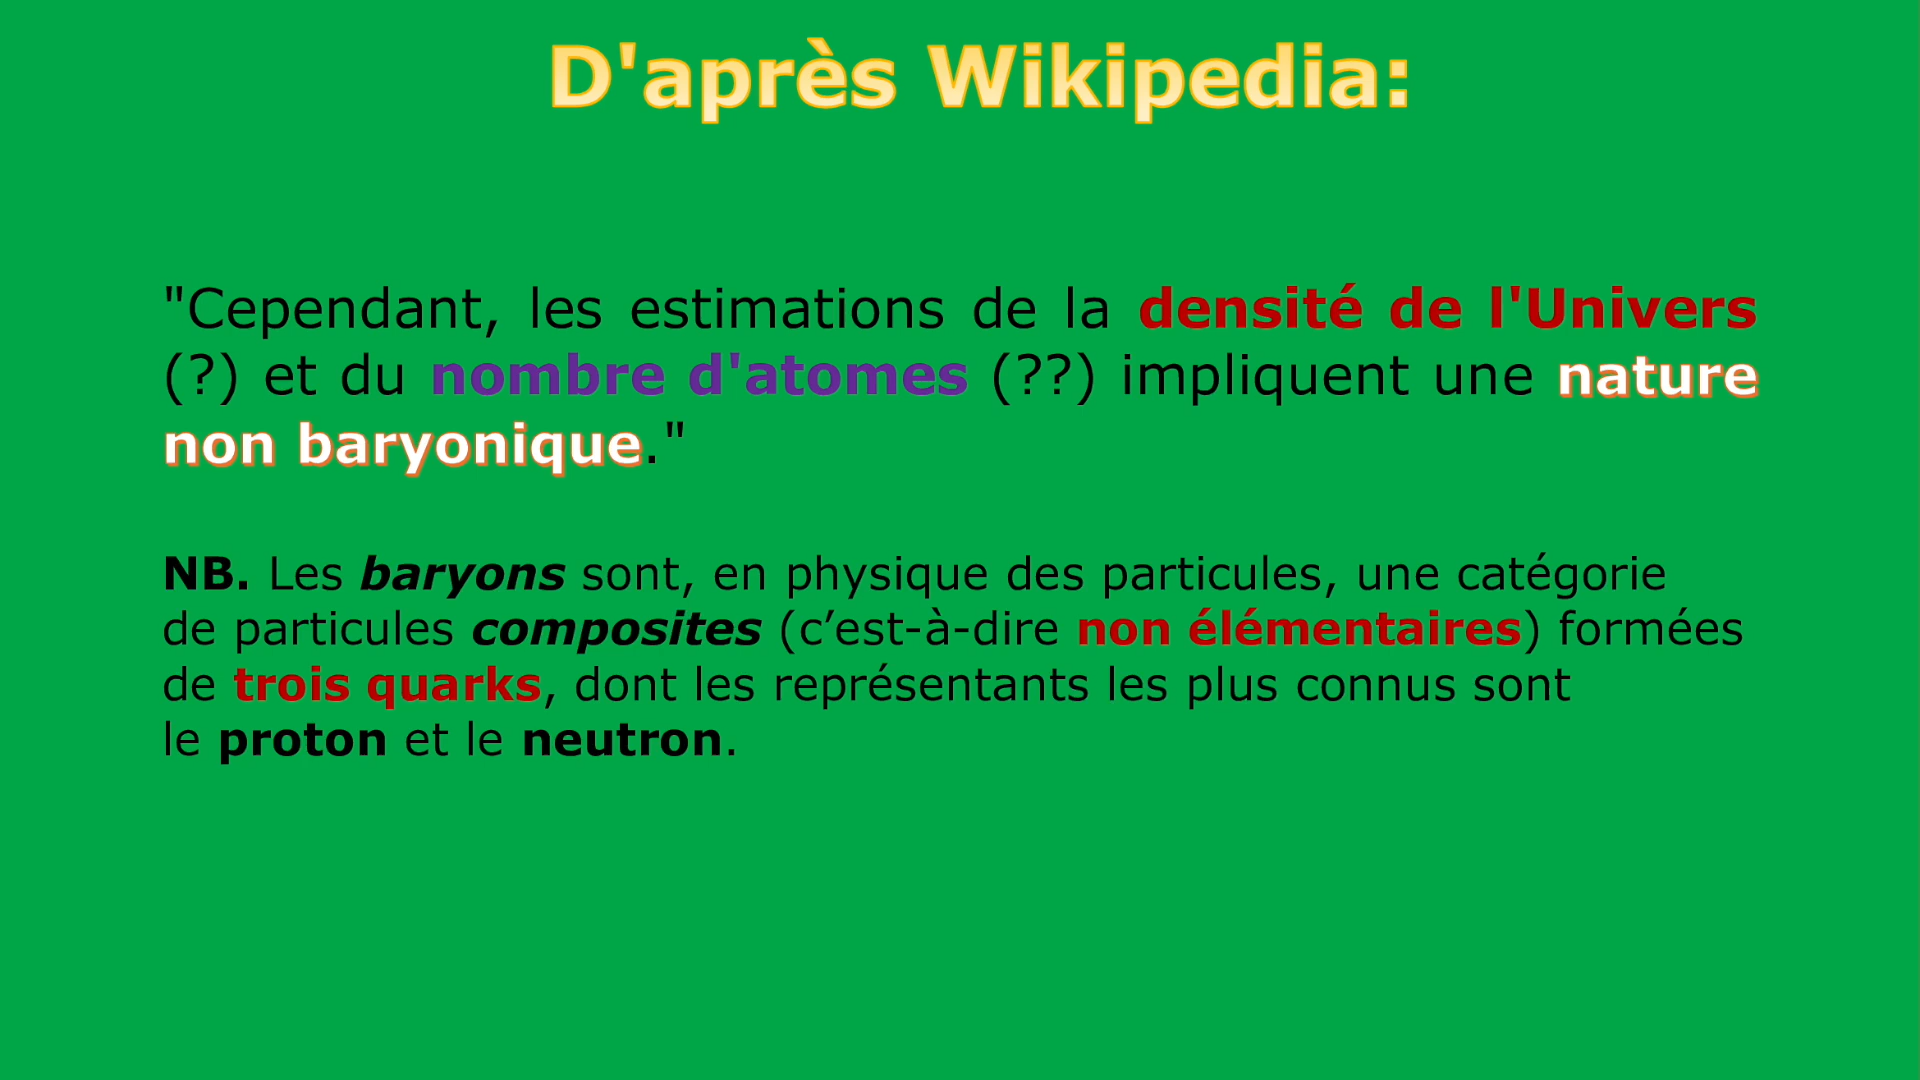 D'après Wikipedia:
"Cependant, les estimations de la densité de l'Univers
(?) et du nombre d'atomes (??) impliquent une nature
non baryonique."
NB. Les baryons sont, en physique des particules, une catégorie
de particules composites (c’est-à-dire non élémentaires) formées
de trois quarks, dont les représentants les plus connus sont
le proton et le neutron.